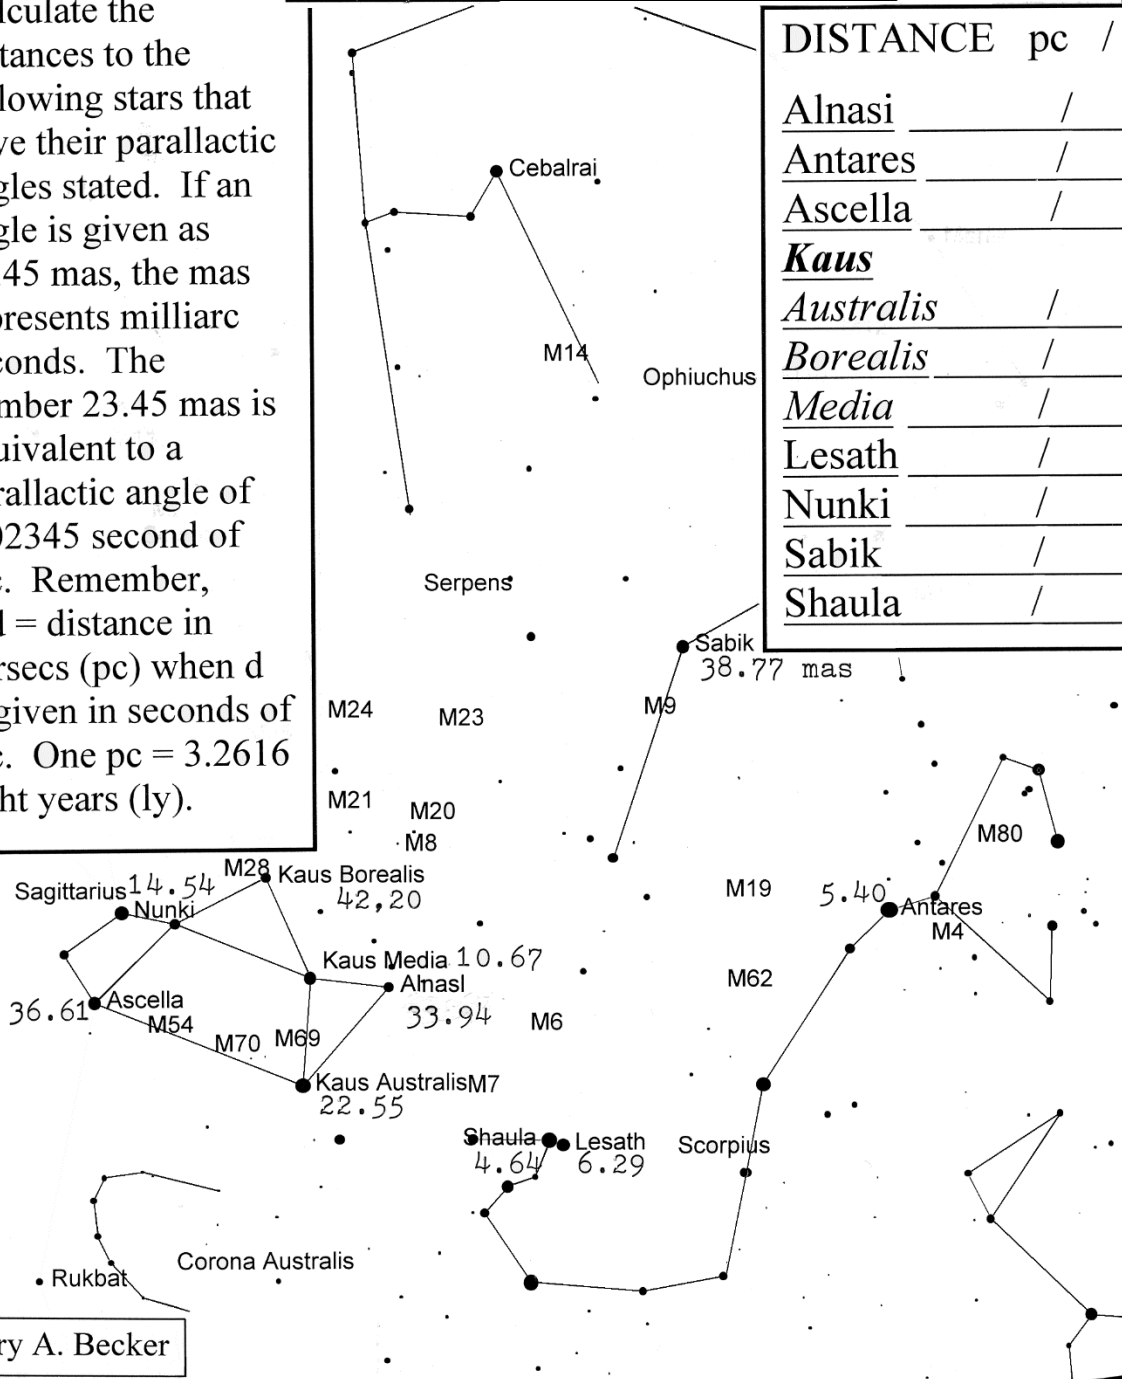 lculate the
tances to the
lowing stars that
ve their parallactic
gles stated. If an
gle is given as
.45 mas, the mas
presents milliarc
conds. The
mber 23.45 mas is
uivalent to a
rallactic angle of
02345 second of
c. Remember,
d = distance in
rsecs (pc) when d
given in seconds of
c. One pc = 3.2616
ht years (ly).
DISTANCE pc /
Alnasi /
Antares /
Ascella /
Kaus
Australis /
Borealis /
Media /
Lesath /
Nunki /
Sabik /
Shaula /
Cebalrai
M14
Ophiuchus
Serpens
Sabik
38.77 mas
M9
M24
M23
M21
M20
M8
M80
M28
Kaus Borealis
42,20
Sagittarius
14.54
Nunki
M19
5.40
Antares
M4
Kaus Media 10.67
Alnasl
33.94
M62
36.61
Ascella
M54
M70
M69
M6
Kaus Australis
M7
22.55
Shaula
4.64
Lesath
6.29
Scorpius
Corona Australis
Rukbat
ry A. Becker